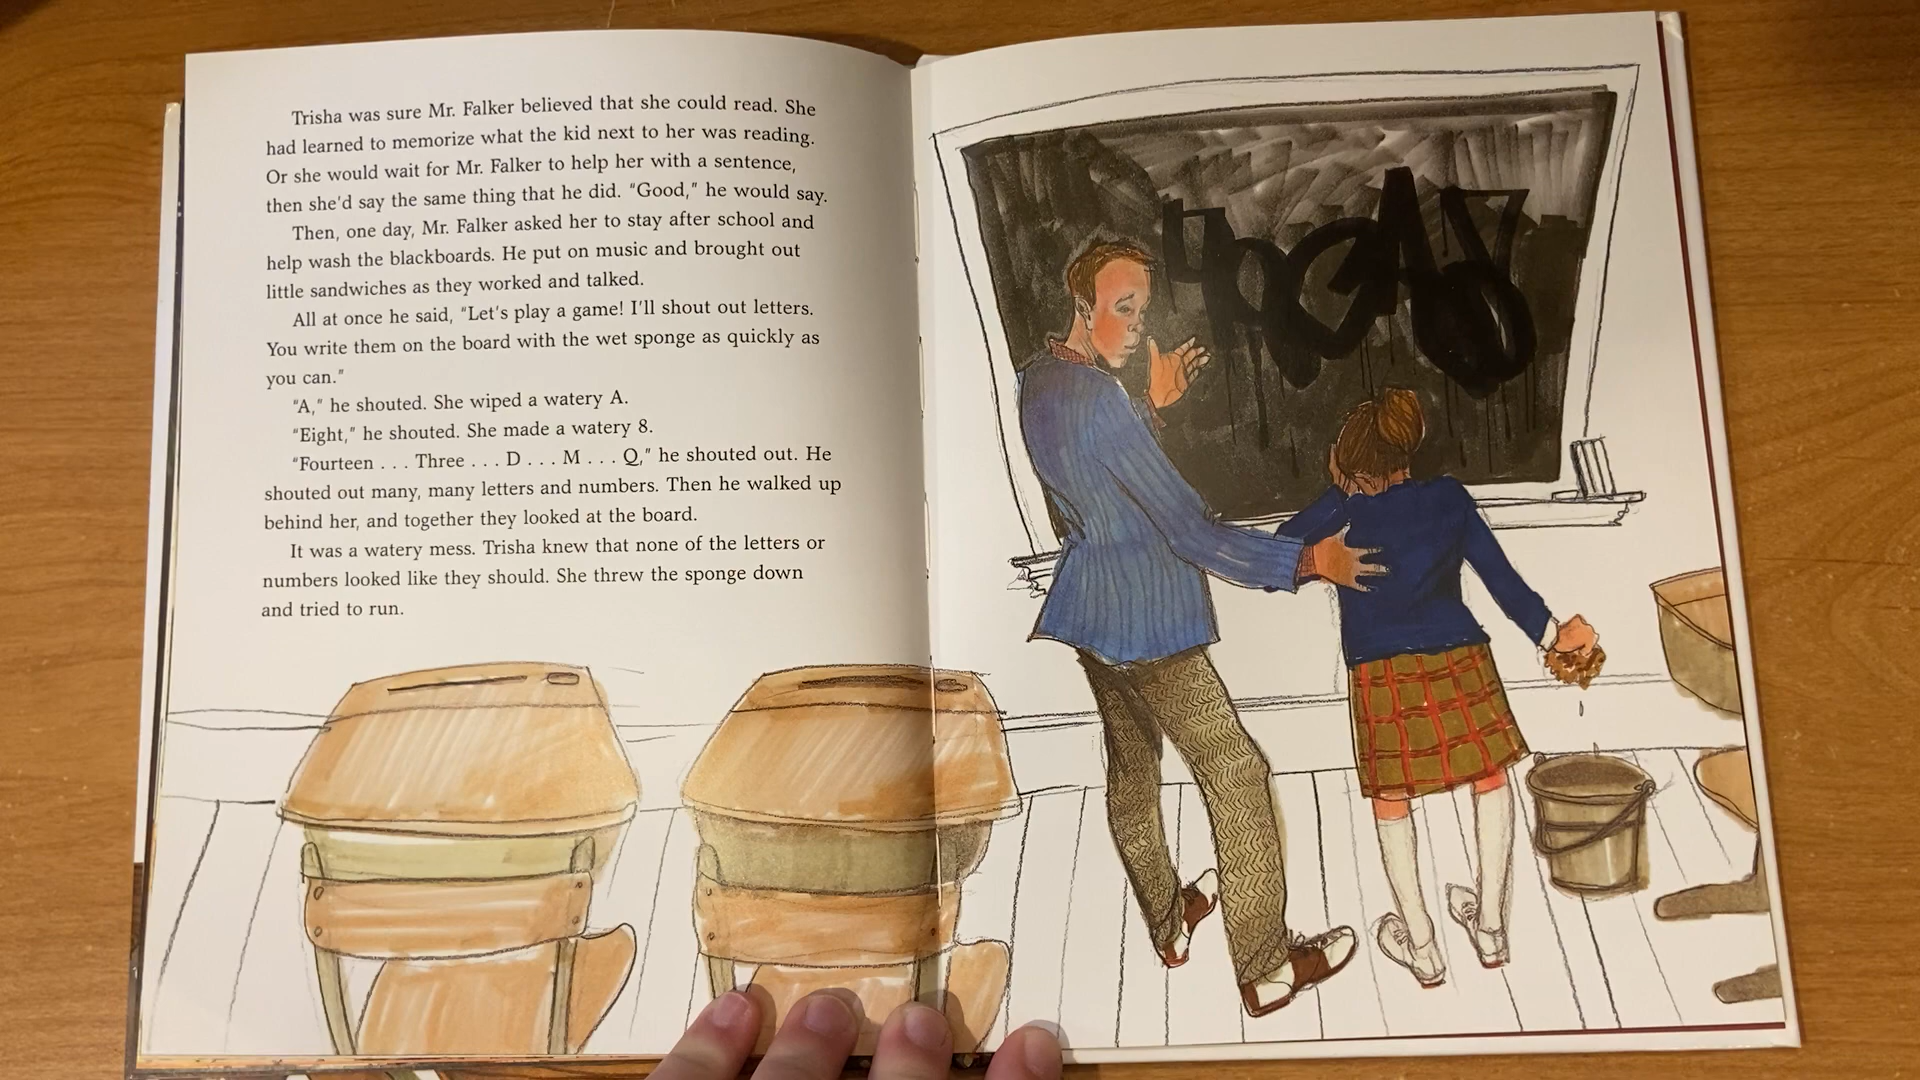 Trisha was sure Mr. Falker believed that she could read. She
had learned to memorize what the kid next to her was reading.
Or she would wait for Mr. Falker to help her with a sentence,
then she'd say the same thing that he did. "Good," he would say.
Then, one day, Mr. Falker asked her to stay after school and
help wash the blackboards. He put on music and brought out
little sandwiches as they worked and talked.
All at once he said, "Let's play a game! I'll shout out letters.
You write them on the board with the wet sponge as quickly as
you can."
"A," he shouted. She wiped a watery A.
"Eight," he shouted. She made a watery 8.
"Fourteen . . . Three . . . D . . . M . . . Q," he shouted out. He
shouted out many, many letters and numbers. Then he walked up
behind her, and together they looked at the board.
It was a watery mess. Trisha knew that none of the letters or
numbers looked like they should. She threw the sponge down
and tried to run.